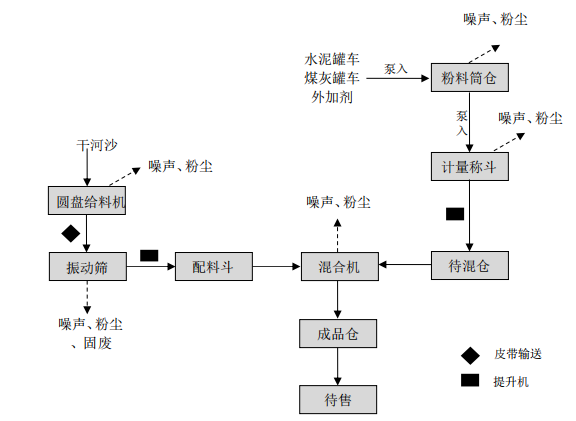 噪声、粉尘
水泥罐车
煤灰罐车
外加剂
泵入
粉料筒仓
泵入
噪声、粉尘
干河沙
噪声、粉尘
计量称斗
圆盘给料机
噪声、粉尘
振动筛
配料斗
混合机
待混仓
噪声、粉尘
、固废
成品仓
皮带输送
提升机
待售